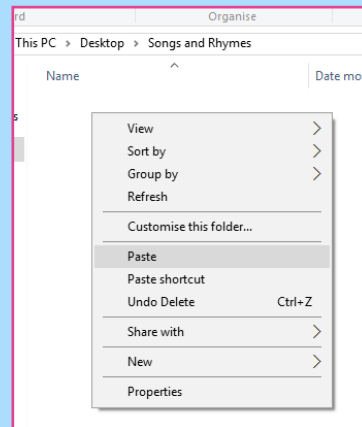 rd Organise
This PC > Desktop > Songs and Rhymes
Name Date mo
s
View
Sort by
Group by
Refresh
Customise this folder...
Paste
Paste shortcut
Undo Delete Ctrl+Z
Share with
New
Properties